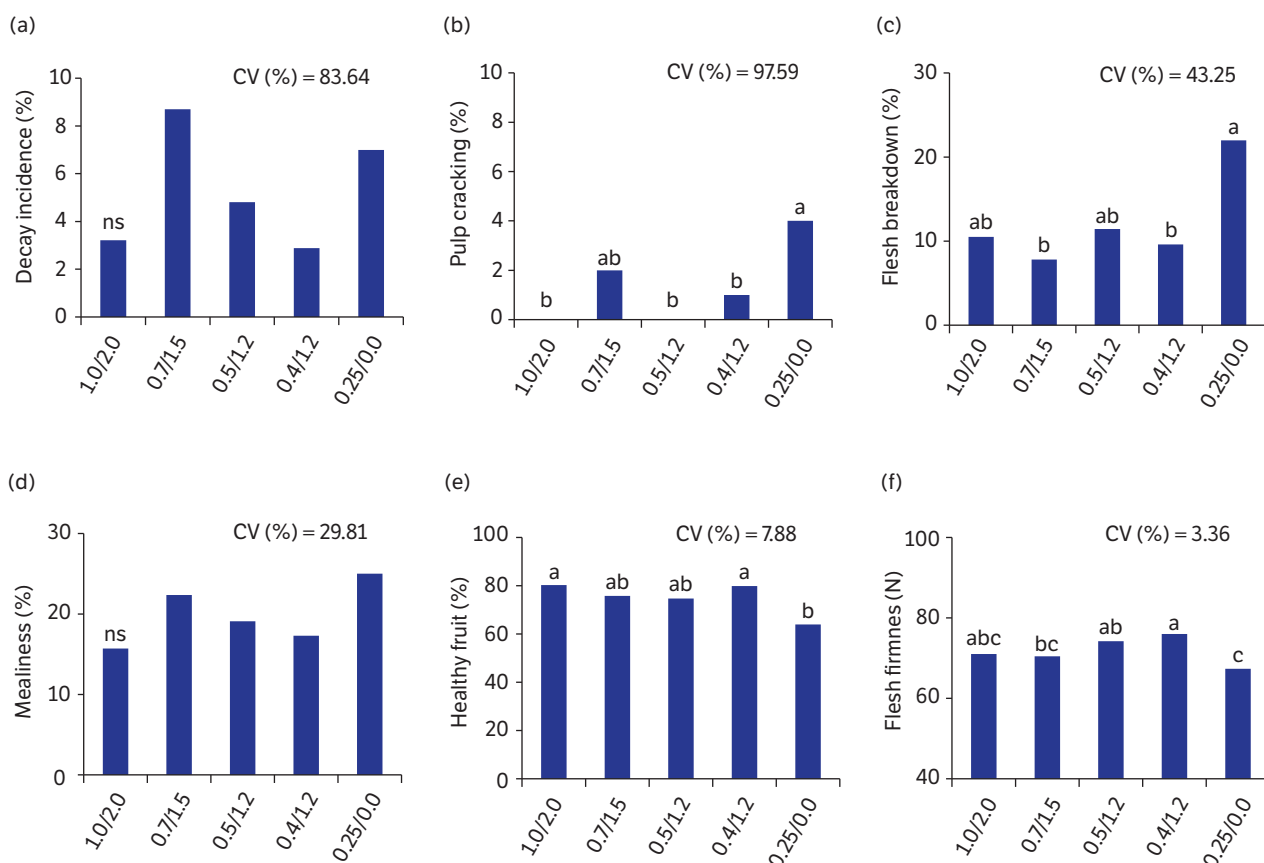 (a)
CV (%) = 83.64
Decay incidence (%)
10
8
6
4
2
0
ns
1.0/2.0
0.7/1.5
0.5/1.2
0.4/1.2
0.25/0.0
(b)
CV (%) = 97.59
Pulp cracking (%)
10
8
6
4
2
0
b
ab
b
b
a
1.0/2.0
0.7/1.5
0.5/1.2
0.4/1.2
0.25/0.0
(c)
CV (%) = 43.25
Flesh breakdown (%)
30
20
10
0
ab
b
ab
b
a
1.0/2.0
0.7/1.5
0.5/1.2
0.4/1.2
0.25/0.0
(d)
CV (%) = 29.81
Mealiness (%)
30
20
10
0
ns
1.0/2.0
0.7/1.5
0.5/1.2
0.4/1.2
0.25/0.0
(e)
CV (%) = 7.88
Healthy fruit (%)
100
80
60
40
20
0
a
ab
ab
a
b
1.0/2.0
0.7/1.5
0.5/1.2
0.4/1.2
0.25/0.0
(f)
CV (%) = 3.36
Flesh firmnes (N)
100
80
60
40
abc
bc
ab
a
c
1.0/2.0
0.7/1.5
0.5/1.2
0.4/1.2
0.25/0.0